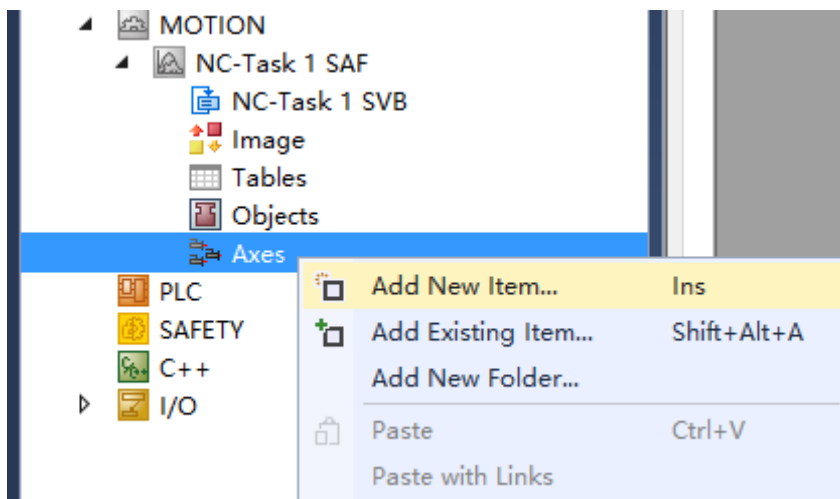 MOTION
NC-Task 1 SAF
NC-Task 1 SVB
Image
Tables
Objects
Axes
PLC
SAFETY
C++
I/O
Add New Item... Ins
Add Existing Item... Shift+Alt+A
Add New Folder...
Paste Ctrl+V
Paste with Links